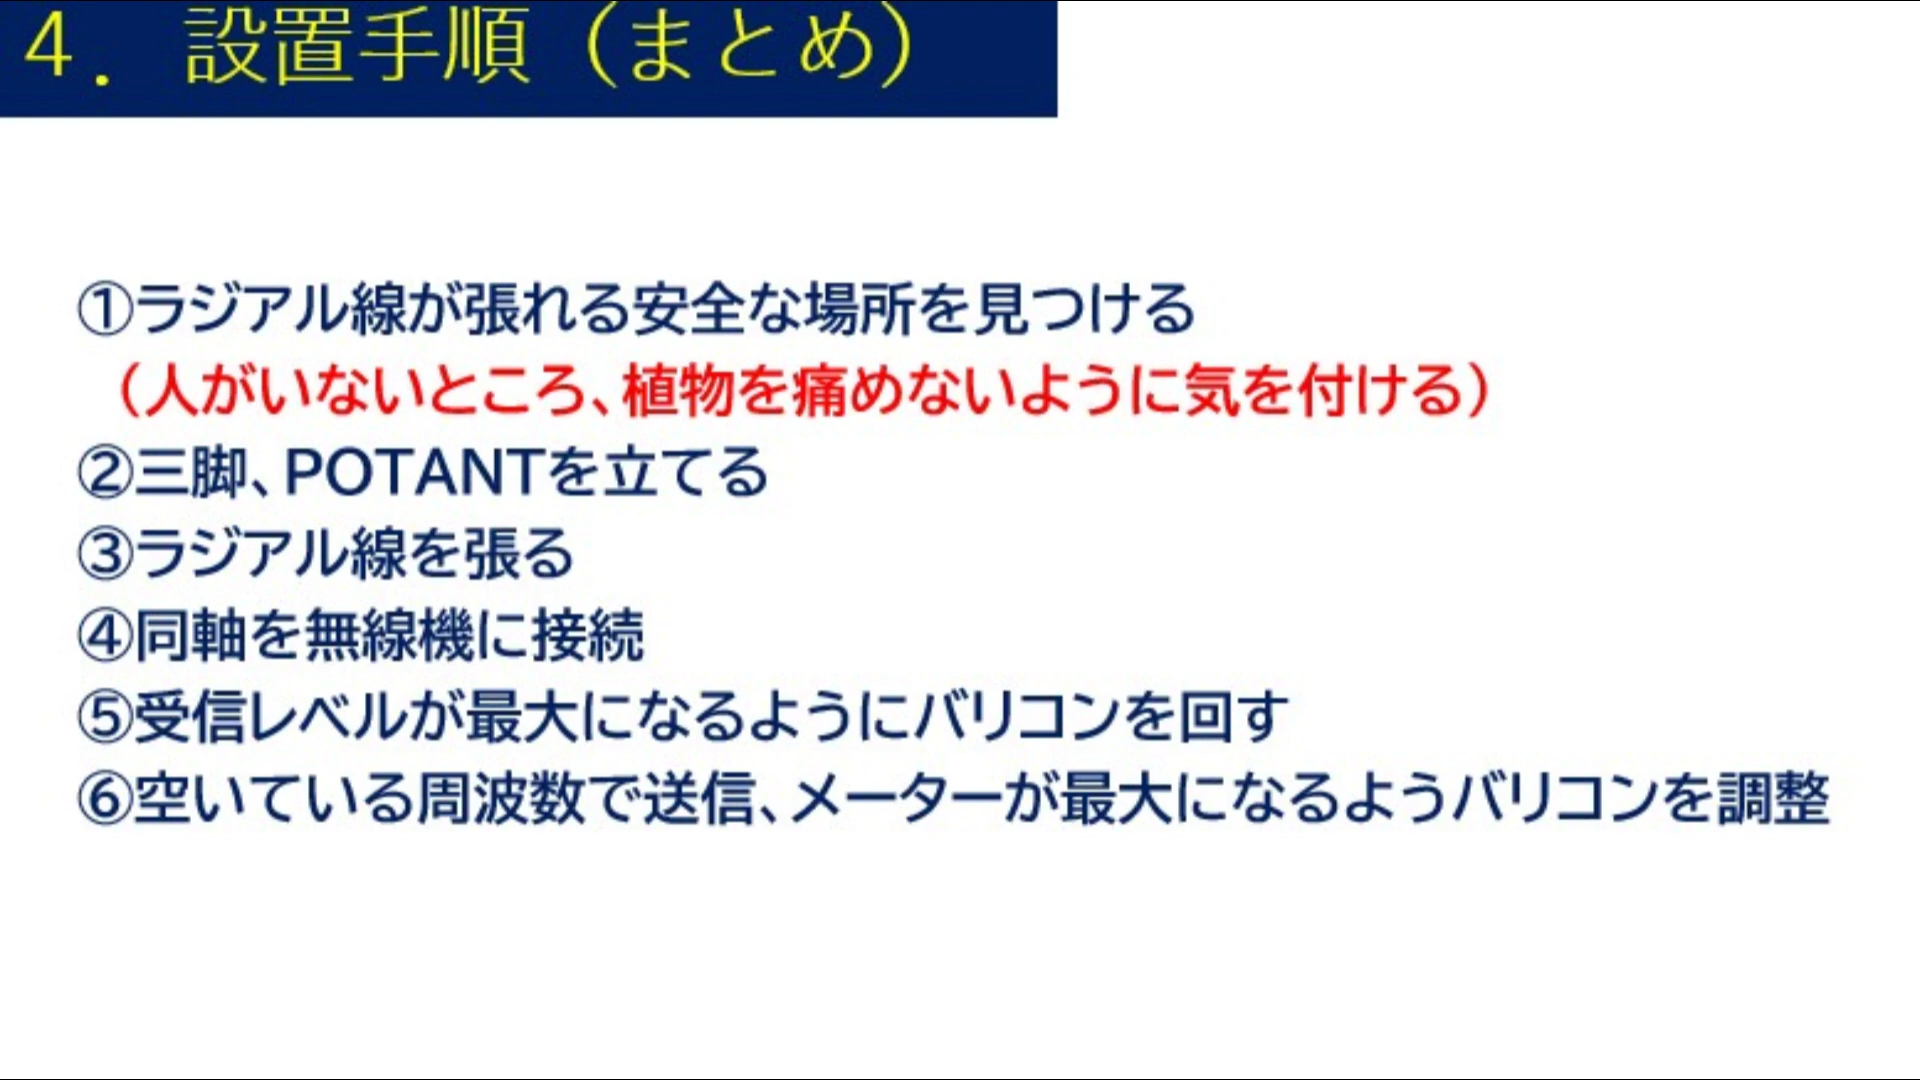 ４．設置手順（まとめ）
①ラジアル線が張れる安全な場所を見つける
（人がいないところ、植物を痛めないように気を付ける）
②三脚、POTANTを立てる
③ラジアル線を張る
④同軸を無線機に接続
⑤受信レベルが最大になるようにバリコンを回す
⑥空いている周波数で送信、メーターが最大になるようバリコンを調整